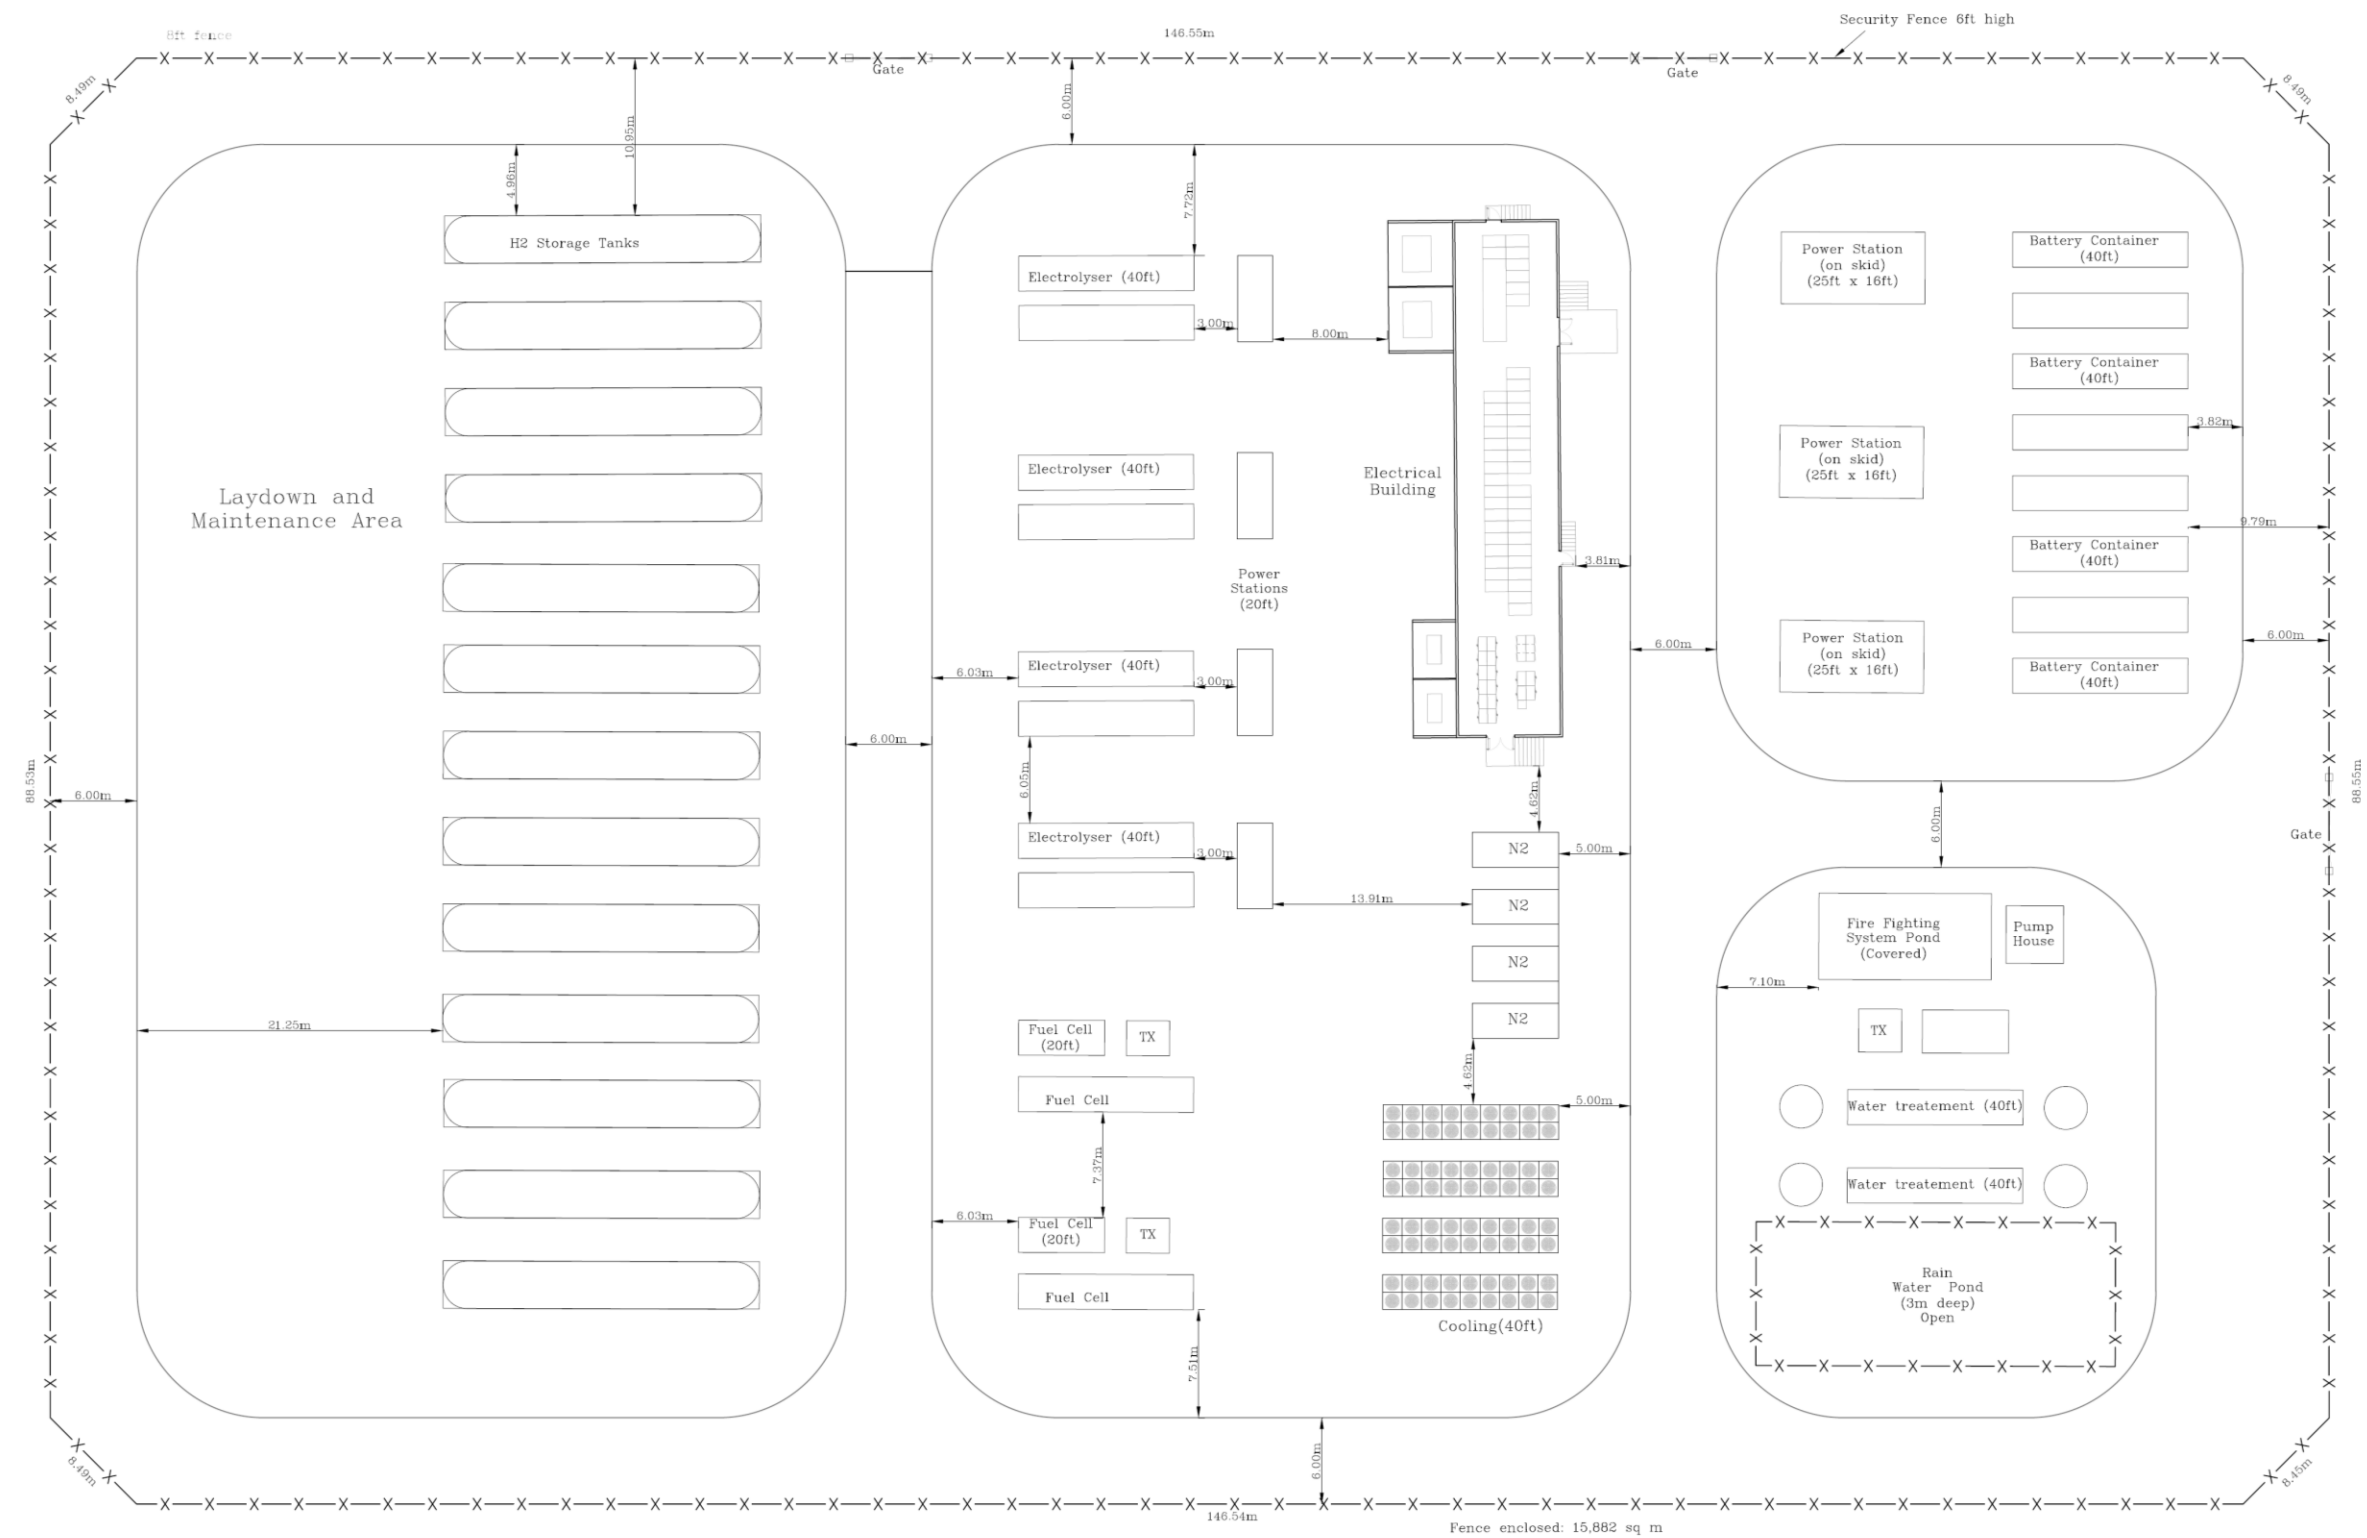 Security Fence 6ft high
8ft fence
146.55m
Gate
Gate
8.49m
8.49m
6.00m
10.95m
4.96m
7.72m
H2 Storage Tanks
Electrolyser (40ft)
3.00m
8.00m
Power Station
(on skid)
(25ft x 16ft)
Battery Container
(40ft)
Battery Container
(40ft)
3.82m
Laydown and
Maintenance Area
Electrolyser (40ft)
Electrical
Building
Power Station
(on skid)
(25ft x 16ft)
9.79m
Power
Stations
(20ft)
3.81m
Battery Container
(40ft)
6.03m
Electrolyser (40ft)
3.00m
6.00m
Power Station
(on skid)
(25ft x 16ft)
Battery Container
(40ft)
6.00m
6.00m
88.53m
6.00m
6.05m
4.62m
6.00m
88.55m
Gate
Electrolyser (40ft)
3.00m
N2
5.00m
13.91m
N2
N2
N2
Fire Fighting
System Pond
(Covered)
Pump
House
7.10m
21.25m
Fuel Cell
(20ft)
TX
TX
4.62m
Fuel Cell
5.00m
Water treatement (40ft)
7.37m
Water treatement (40ft)
6.03m
Fuel Cell
(20ft)
TX
Fuel Cell
Cooling(40ft)
Rain
Water Pond
(3m deep)
Open
7.51m
6.00m
8.49m
8.45m
146.54m
Fence enclosed: 15,882 sq m